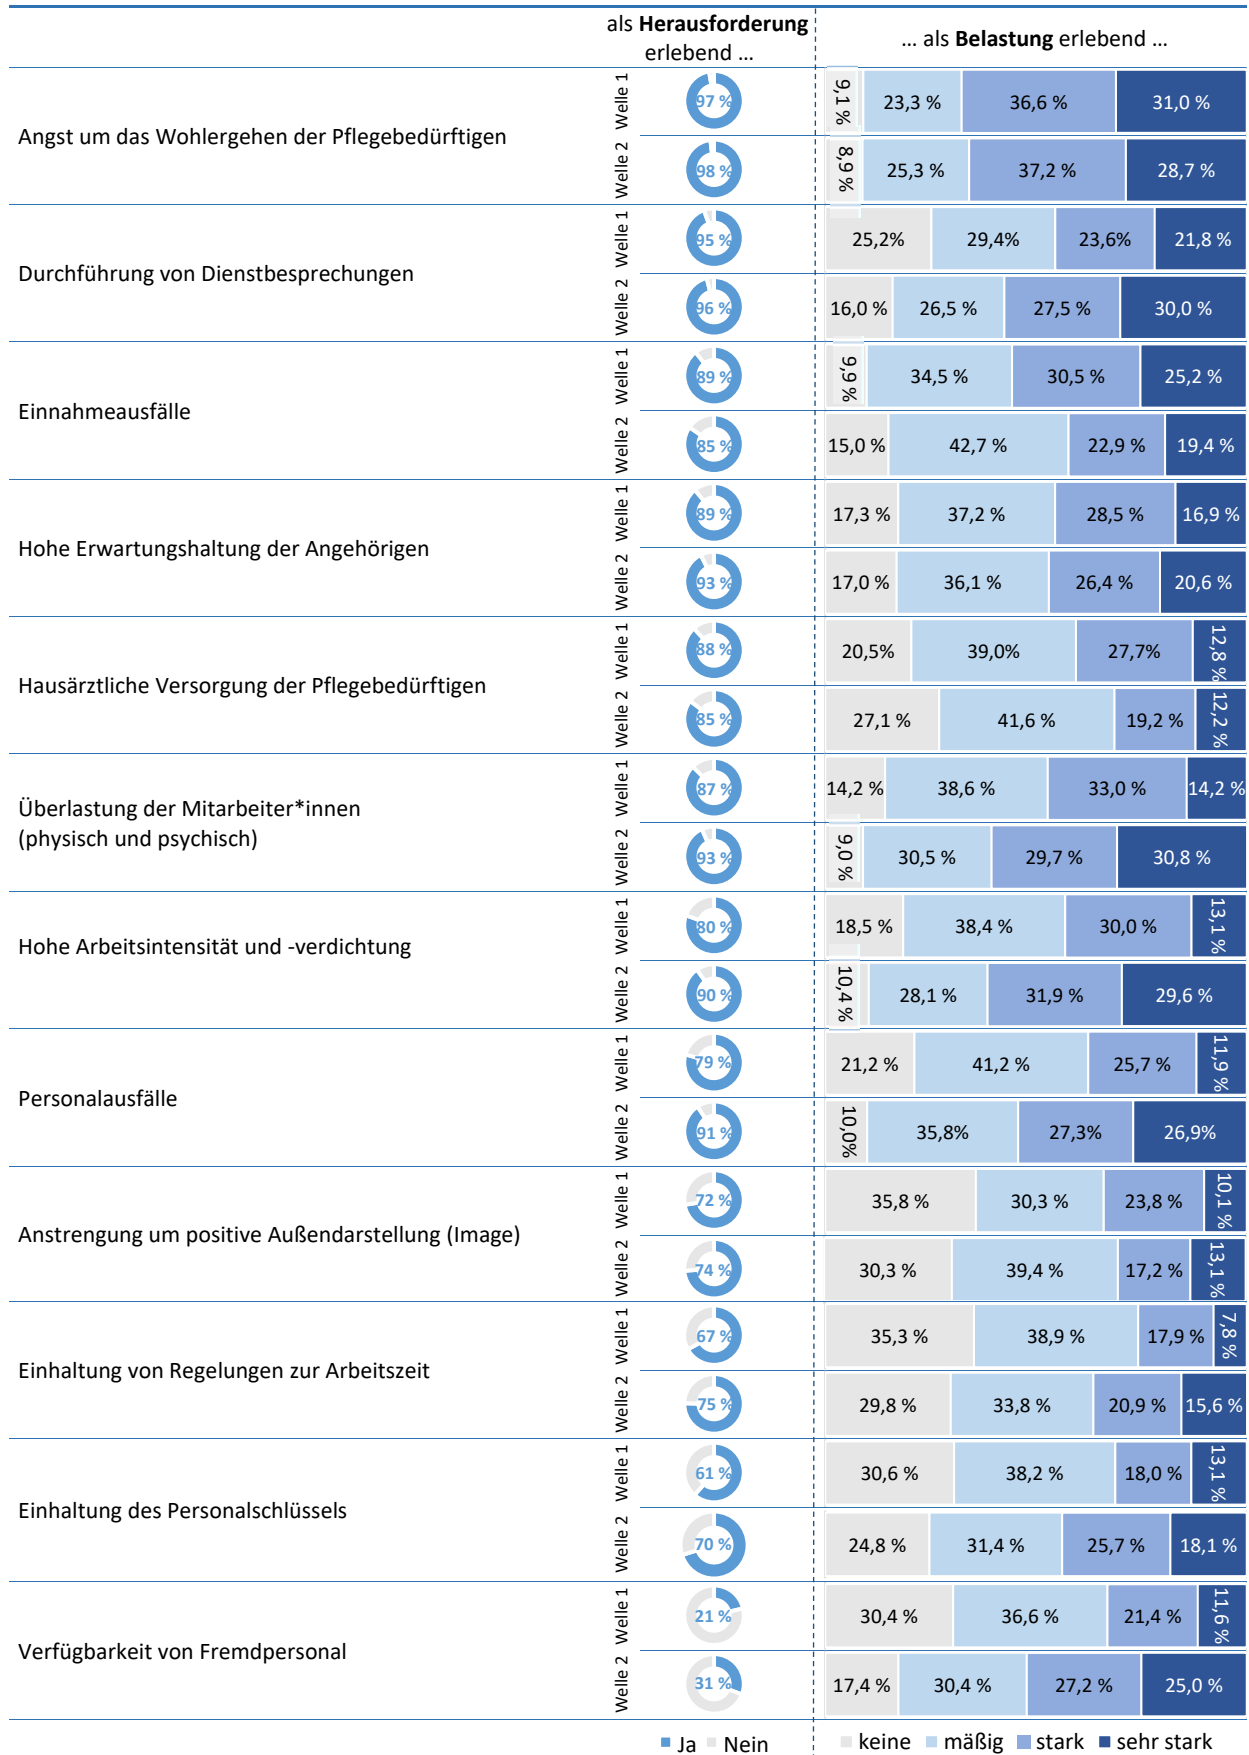 als Herausforderung
erlebend ...
... als Belastung erlebend ...
Angst um das Wohlergehen der Pflegebedürftigen
Welle 1
97 %
9,1 %
23,3 %
36,6 %
31,0 %
Welle 2
98 %
8,9 %
25,3 %
37,2 %
28,7 %
Durchführung von Dienstbesprechungen
Welle 1
95 %
25,2%
29,4%
23,6%
21,8 %
Welle 2
96 %
16,0 %
26,5 %
27,5 %
30,0 %
Einnahmeausfälle
Welle 1
89 %
9,9 %
34,5 %
30,5 %
25,2 %
Welle 2
85 %
15,0 %
42,7 %
22,9 %
19,4 %
Hohe Erwartungshaltung der Angehörigen
Welle 1
89 %
17,3 %
37,2 %
28,5 %
16,9 %
Welle 2
93 %
17,0 %
36,1 %
26,4 %
20,6 %
Hausärztliche Versorgung der Pflegebedürftigen
Welle 1
88 %
20,5%
39,0%
27,7%
12,8 %
Welle 2
85 %
27,1 %
41,6 %
19,2 %
12,2 %
Überlastung der Mitarbeiter*innen
(physisch und psychisch)
Welle 1
87 %
14,2 %
38,6 %
33,0 %
14,2 %
Welle 2
93 %
9,0 %
30,5 %
29,7 %
30,8 %
Hohe Arbeitsintensität und -verdichtung
Welle 1
80 %
18,5 %
38,4 %
30,0 %
13,1 %
Welle 2
90 %
10,4 %
28,1 %
31,9 %
29,6 %
Personalausfälle
Welle 1
79 %
21,2 %
41,2 %
25,7 %
11,9 %
Welle 2
91 %
10,0%
35,8%
27,3%
26,9%
Anstrengung um positive Außendarstellung (Image)
Welle 1
72 %
35,8 %
30,3 %
23,8 %
10,1 %
Welle 2
74 %
30,3 %
39,4 %
17,2 %
13,1 %
Einhaltung von Regelungen zur Arbeitszeit
Welle 1
67 %
35,3 %
38,9 %
17,9 %
7,8 %
Welle 2
75 %
29,8 %
33,8 %
20,9 %
15,6 %
Einhaltung des Personalschlüssels
Welle 1
61 %
30,6 %
38,2 %
18,0 %
13,1 %
Welle 2
70 %
24,8 %
31,4 %
25,7 %
18,1 %
Verfügbarkeit von Fremdpersonal
Welle 1
21 %
30,4 %
36,6 %
21,4 %
11,6 %
Welle 2
31 %
17,4 %
30,4 %
27,2 %
25,0 %
Ja Nein
keine mäßig stark sehr stark